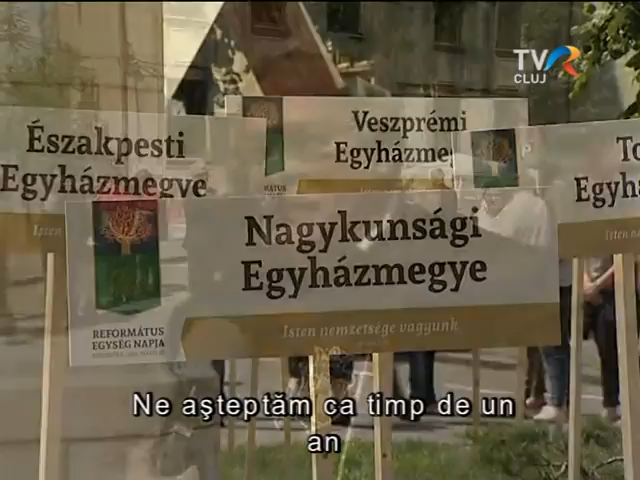 TVR
CLUJ
Északpesti
Egyházmegye
Veszprémi
Egyházme
To
Egyh
Nagykunsági
Egyházmegye
Isten nemzetsége vagyunk
REFORMÁTUS
EGYSÉG NAPJA
Isten
Ne aşteptăm ca timp de un
an